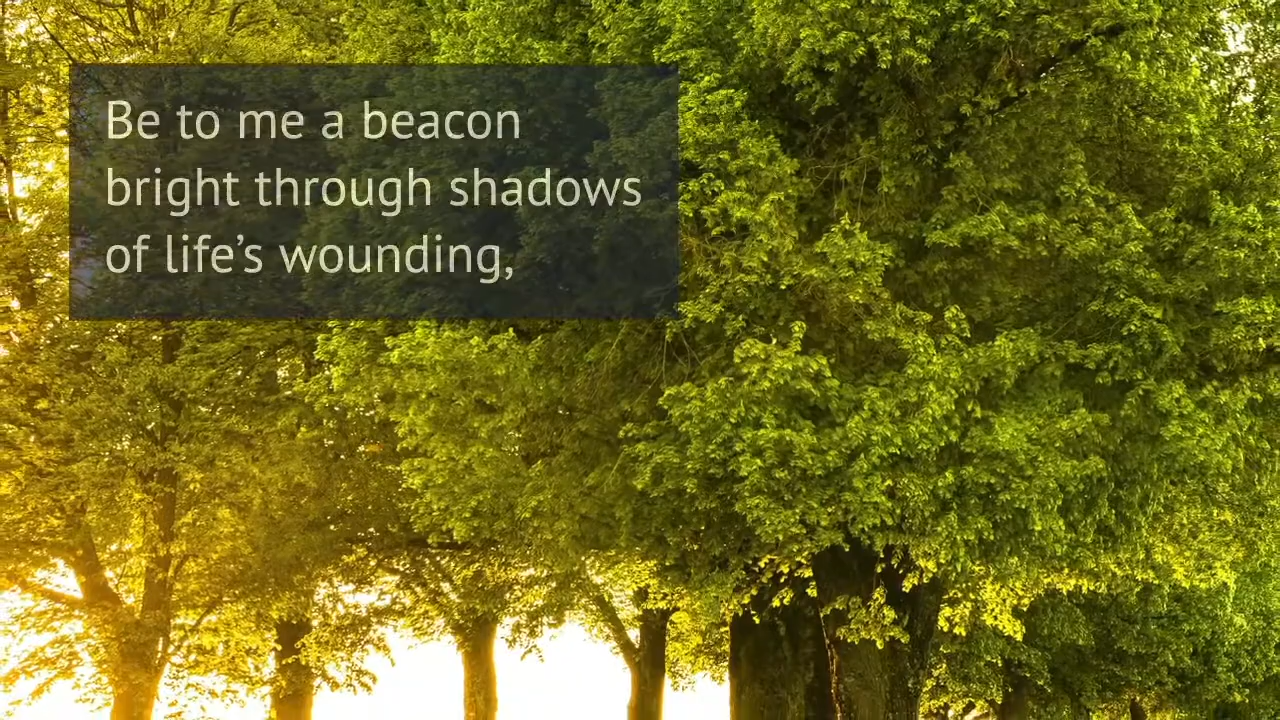 Be to me a beacon
bright through shadows
of life’s wounding,